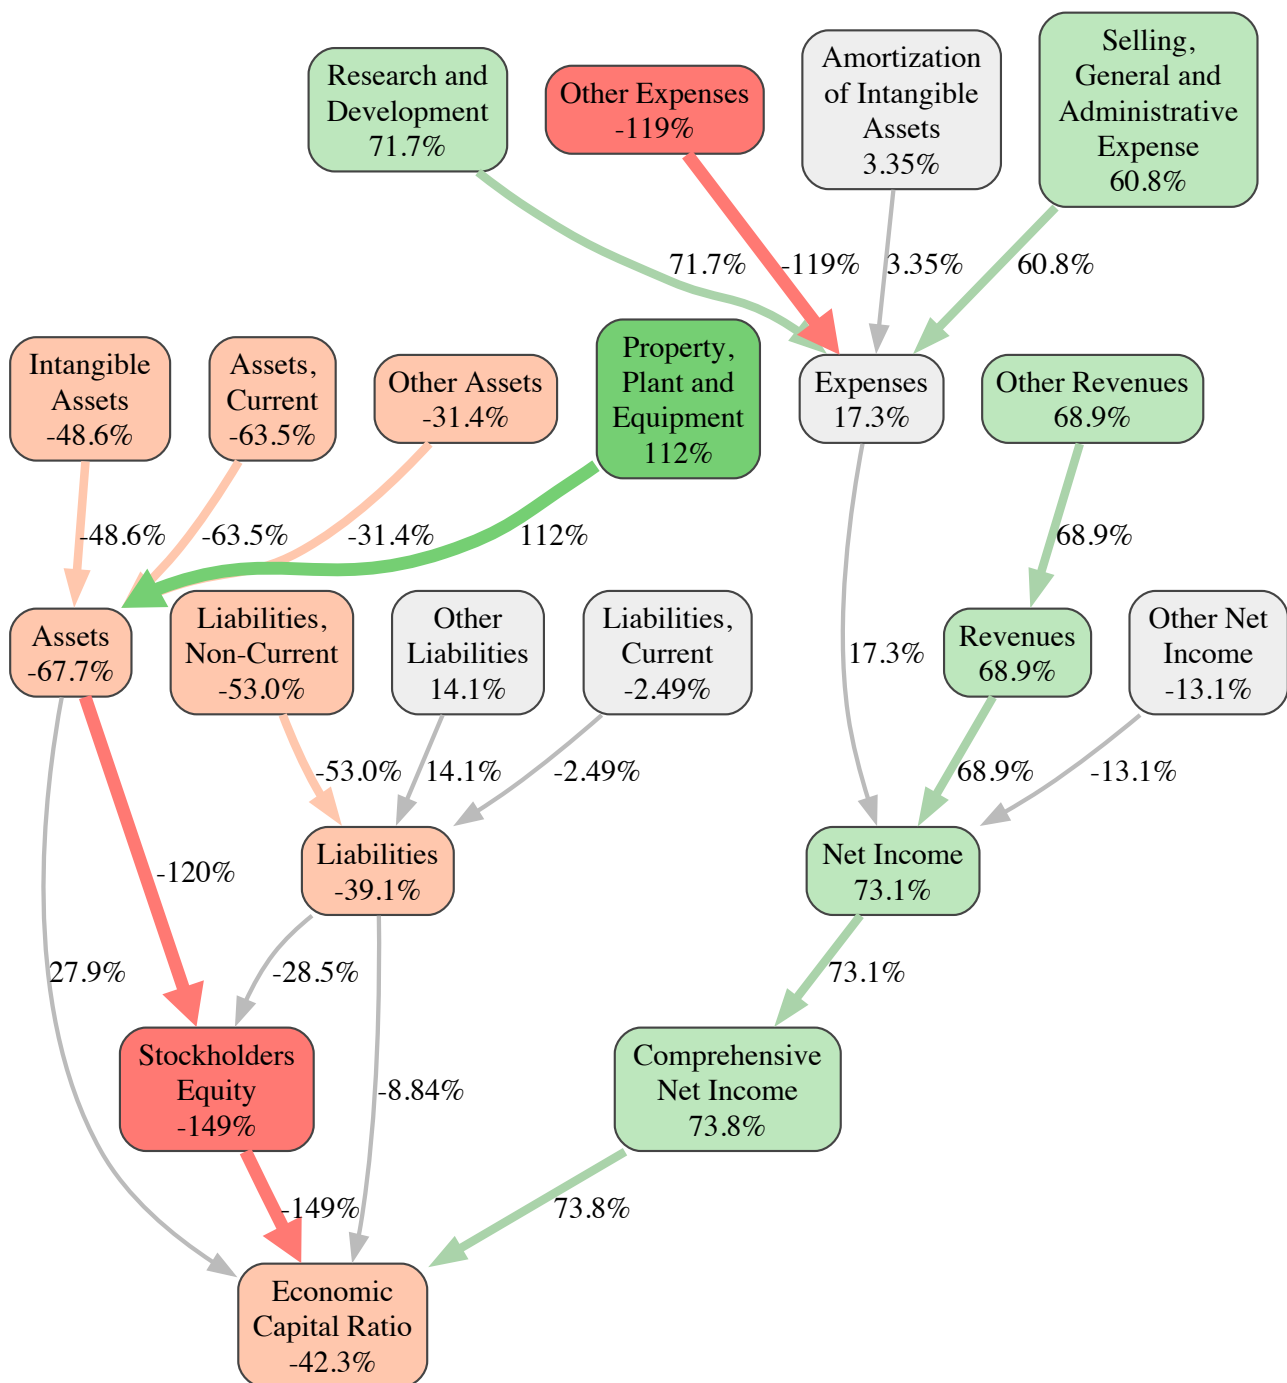 Research and
Development
71.7%
Other Expenses
-119%
Amortization
of Intangible
Assets
3.35%
Selling,
General and
Administrative
Expense
60.8%
71.7%
-119%
3.35%
60.8%
Intangible
Assets
-48.6%
Assets,
Current
-63.5%
Other Assets
-31.4%
Property,
Plant and
Equipment
112%
Expenses
17.3%
Other Revenues
68.9%
-48.6%
-63.5%
-31.4%
112%
68.9%
Assets
-67.7%
Liabilities,
Non-Current
-53.0%
Other
Liabilities
14.1%
Liabilities,
Current
-2.49%
17.3%
Revenues
68.9%
Other Net
Income
-13.1%
-53.0%
14.1%
-2.49%
68.9%
-13.1%
-120%
Liabilities
-39.1%
Net Income
73.1%
27.9%
-28.5%
73.1%
Stockholders
Equity
-149%
-8.84%
Comprehensive
Net Income
73.8%
-149%
73.8%
Economic
Capital Ratio
-42.3%